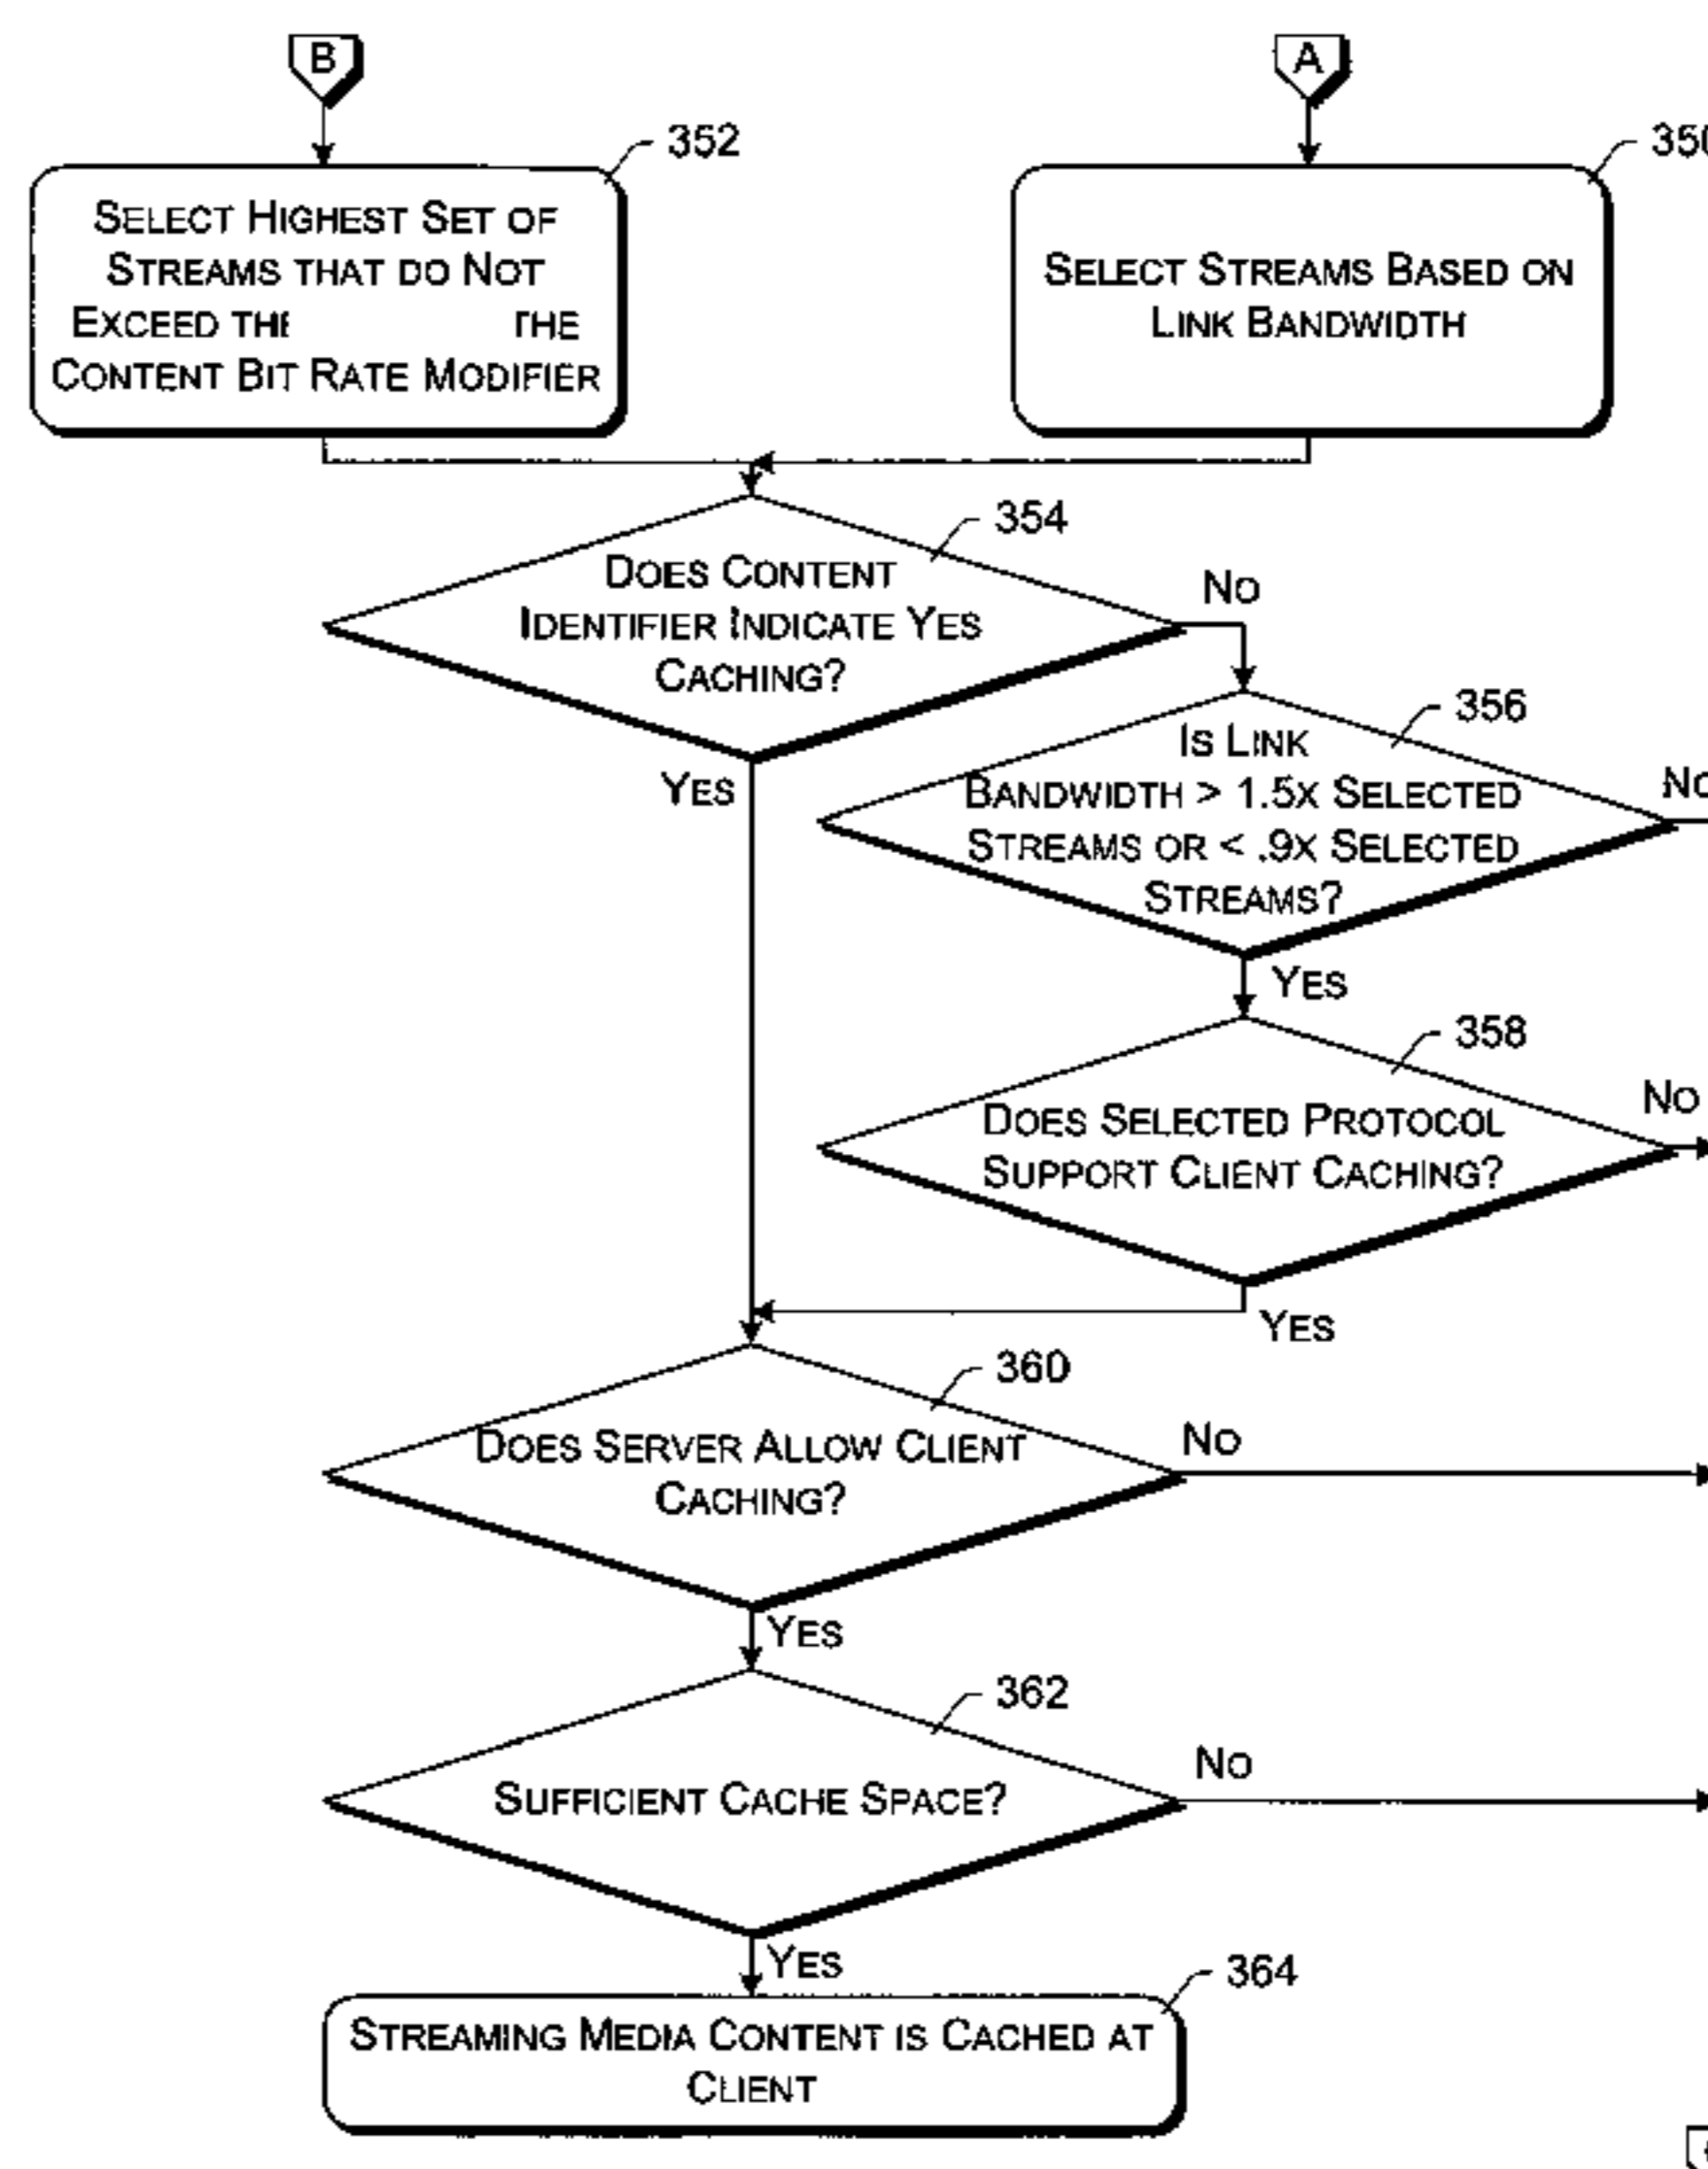 B
A
352
SELECT HIGHEST SET OF
STREAMS THAT DO NOT
EXCEED THE
CONTENT BIT RATE MODIFIER
SELECT STREAMS BASED ON
LINK BANDWIDTH
354
DOES CONTENT
IDENTIFIER INDICATE YES
CACHING?
NO
YES
356
IS LINK
BANDWIDTH > 1.5X SELECTED
STREAMS OR < .9X SELECTED
STREAMS?
NO
YES
358
DOES SELECTED PROTOCOL
SUPPORT CLIENT CACHING?
NO
YES
360
DOES SERVER ALLOW CLIENT
CACHING?
NO
YES
362
SUFFICIENT CACHE SPACE?
NO
YES
364
STREAMING MEDIA CONTENT IS CACHED AT
CLIENT